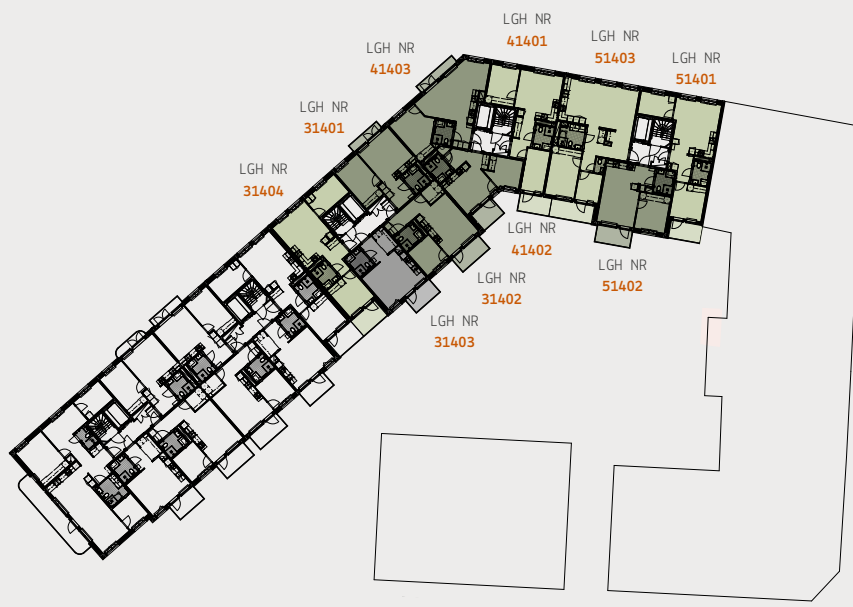 LGH NR
41401
LGH NR
51403
LGH NR
41403
LGH NR
51401
LGH NR
31401
LGH NR
31404
LGH NR
41402
LGH NR
51402
LGH NR
31402
LGH NR
31403